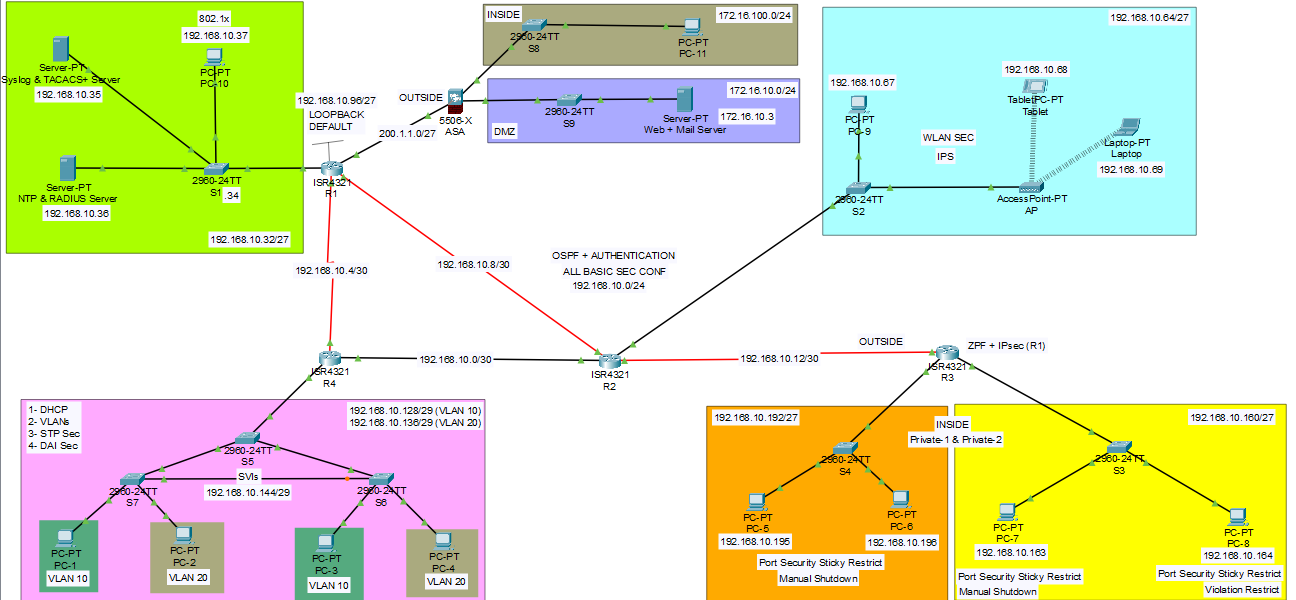 802.1x
192.168.10.37
Server-PT
Syslog & TACACS+ Server
192.168.10.35
PC-PT
PC-10
Server-PT
NTP & RADIUS Server
192.168.10.36
2960-24TT
S1
.34
192.168.10.32/27
192.168.10.96/27
LOOPBACK
DEFAULT
ISR4321
R1
OUTSIDE
200.1.1.0/27
5506-X
ASA
INSIDE
2960-24TT
S8
PC-PT
PC-11
172.16.100.0/24
172.16.10.0/24
2960-24TT
S9
Server-PT
Web + Mail Server
172.16.10.3
DMZ
192.168.10.64/27
192.168.10.67
PC-PT
PC-9
192.168.10.68
TabletPC-PT
Tablet
WLAN SEC
IPS
Laptop-PT
Laptop
192.168.10.69
2960-24TT
S2
AccessPoint-PT
AP
192.168.10.4/30
192.168.10.8/30
OSPF + AUTHENTICATION
ALL BASIC SEC CONF
192.168.10.0/24
ISR4321
R4
192.168.10.0/30
ISR4321
R2
192.168.10.12/30
OUTSIDE
ISR4321
R3
ZPF + IPsec (R1)
1- DHCP
2- VLANs
3- STP Sec
4- DAI Sec
192.168.10.128/29 (VLAN 10)
192.168.10.136/29 (VLAN 20)
2960-24TT
S5
SVIs
192.168.10.144/29
2960-24TT
S7
2960-24TT
S6
PC-PT
PC-1
VLAN 10
PC-PT
PC-2
VLAN 20
PC-PT
PC-3
VLAN 10
PC-PT
PC-4
VLAN 20
192.168.10.192/27
INSIDE
Private-1 & Private-2
2960-24TT
S4
PC-PT
PC-5
192.168.10.195
PC-PT
PC-6
192.168.10.196
Port Security Sticky Restrict
Manual Shutdown
192.168.10.160/27
2960-24TT
S3
PC-PT
PC-7
192.168.10.163
PC-PT
PC-8
192.168.10.164
Port Security Sticky Restrict
Manual Shutdown
Port Security Sticky Restrict
Violation Restrict